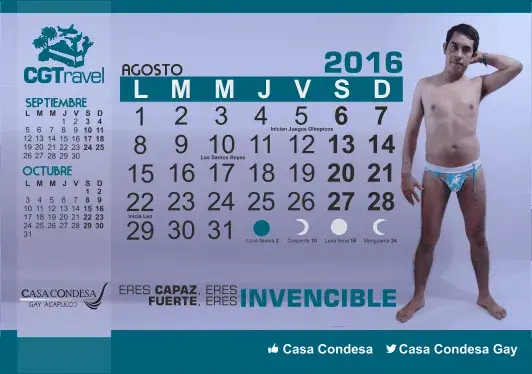 CGTravel
SEPTIEMBRE
L M M J V S D
1 2 3 4
5 6 7 8 9 10 11
12 13 14 15 16 17 18
19 20 21 22 23 24 25
26 27 28 29 30
OCTUBRE
L M M J V S D
1 2
3 4 5 6 7 8 9
10 11 12 13 14 15 16
17 18 19 20 21 22 23
24 25 26 27 28 29 30
31
CASA CONDESA
GAY ACAPULCO
AGOSTO 2016
L M M J V S D
1 2 3 4 5 6 7
Inician Juegos Olimpicos
8 9 10 11 12 13 14
Los Santos Reyes
15 16 17 18 19 20 21
22 23 24 25 26 27 28
Inicia Leo
29 30 31
Luna Nueva 2 Creciente 10 Luna llena 18 Menguante 24
ERES CAPAZ, ERES
FUERTE, ERES INVENCIBLE
Casa Condesa Casa Condesa Gay